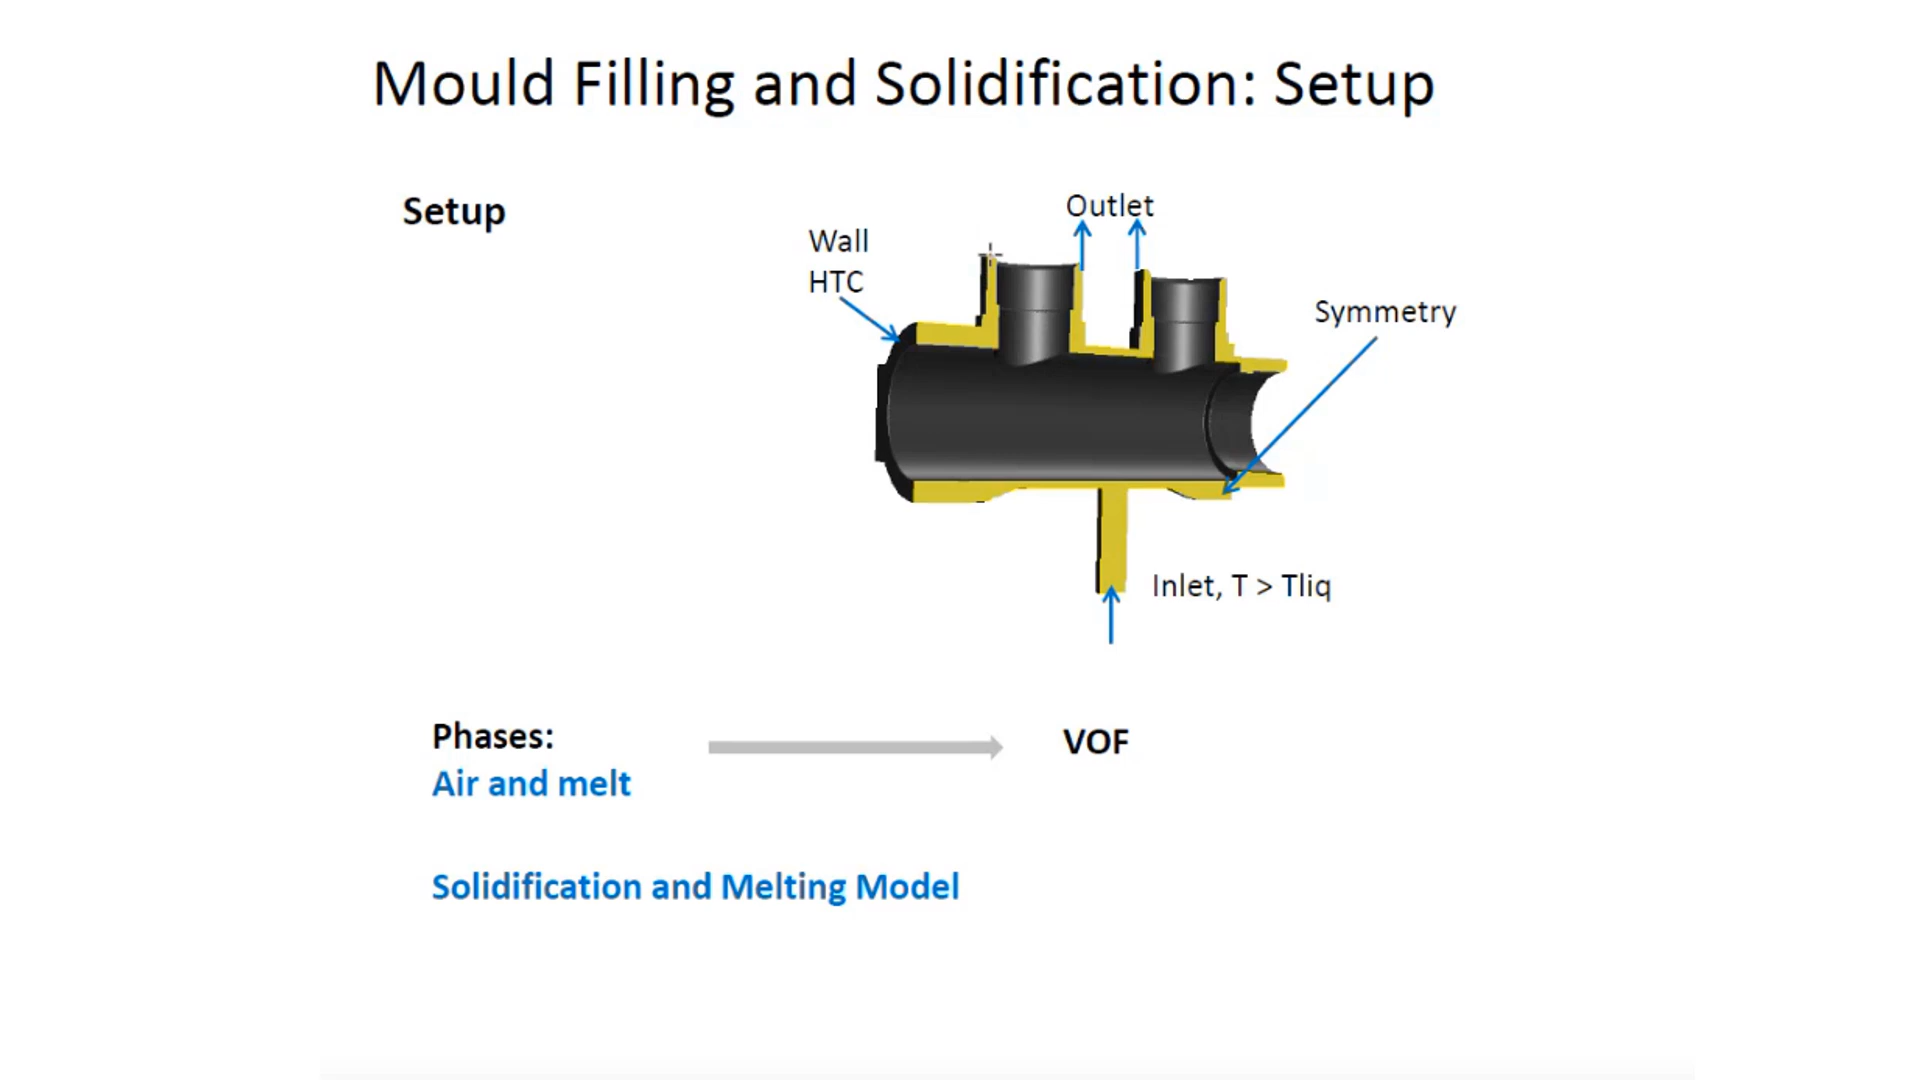 Mould Filling and Solidification: Setup
Setup
Outlet
Wall
HTC
Symmetry
Inlet, T > Tliq
Phases:
VOF
Air and melt
Solidification and Melting Model